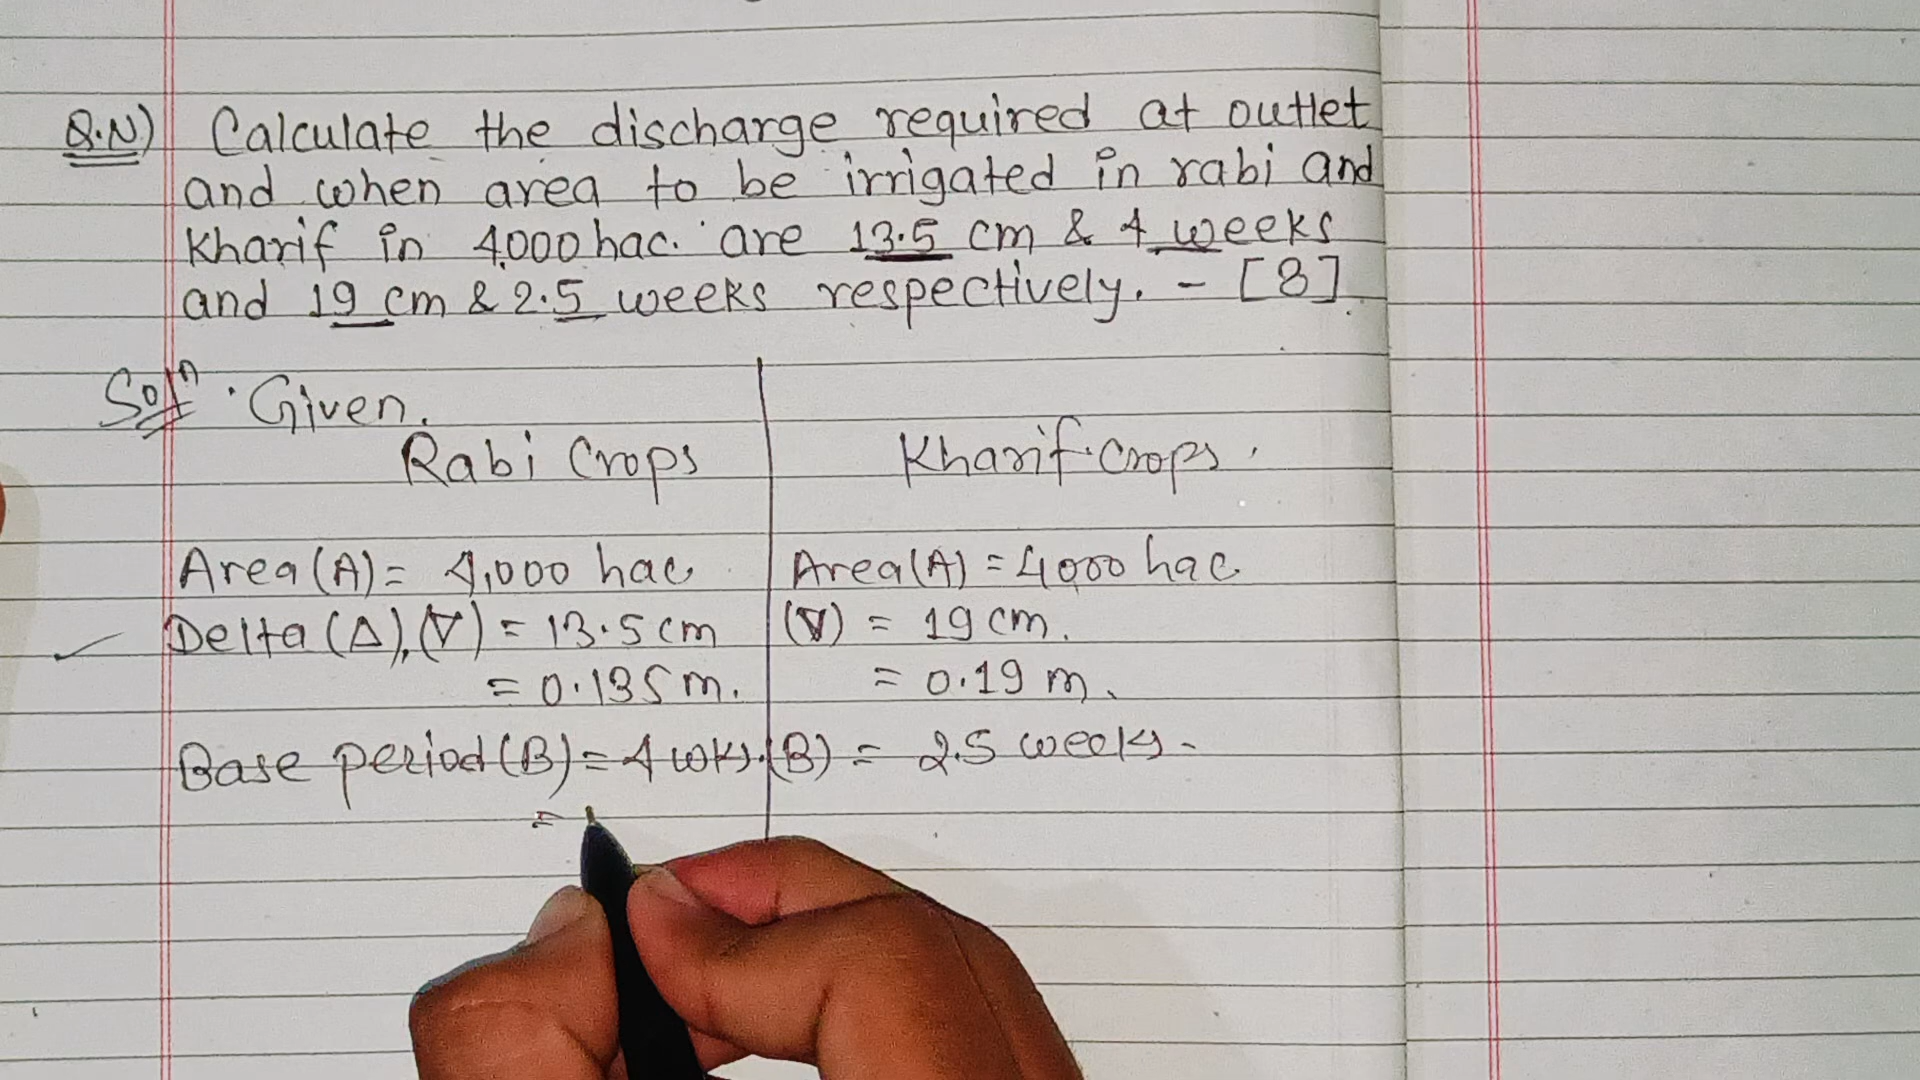 Q.N) Calculate the discharge required at outlet
and when area to be irrigated in rabi and
Kharif in 4,000 hac. are 13.5 cm & 4 weeks
and 19 cm & 2.5 weeks respectively. - [8]
Solⁿ. Given.
Rabi Crops
Kharif Crops.
Area (A) = 4,000 hac
Area (A) = 4000 hac
Delta (Δ), (∇) = 13.5 cm
(∇) = 19 cm.
= 0.135 m.
= 0.19 m.
Base period (B) = 4 wks.
(B) = 2.5 weeks -
=